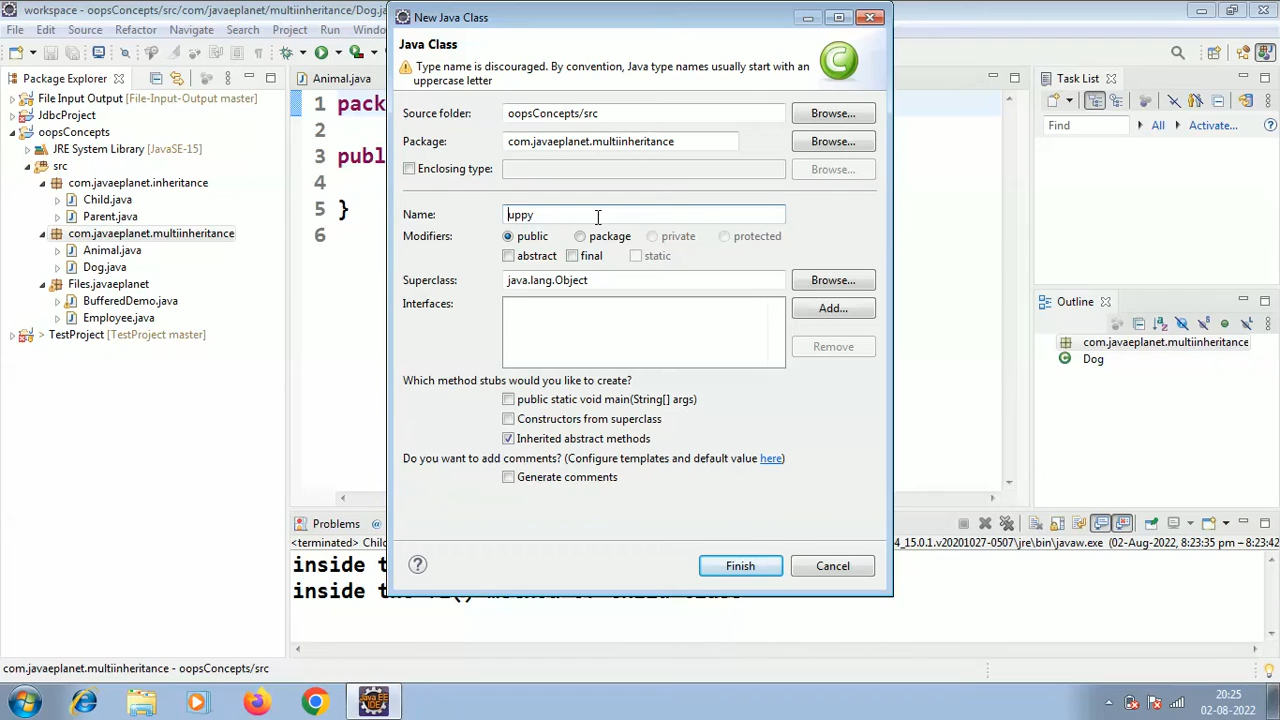 workspace - oopsConcepts/src/com/javaeplanet/multiinheritance/Dog.ja
New Java Class
File Edit Source Refactor Navigate Search Project Run Windo
Package Explorer
File Input Output [File-Input-Output master]
JdbcProject
oopsConcepts
JRE System Library [JavaSE-15]
src
com.javaeplanet.inheritance
Child.java
Parent.java
com.javaeplanet.multiinheritance
Animal.java
Dog.java
Files.javaeplanet
BufferedDemo.java
Employee.java
> TestProject [TestProject master]
Animal.java
1 pack
2
3 publ
4
5 }
6
Java Class
Type name is discouraged. By convention, Java type names usually start with an
uppercase letter
Source folder: oopsConcepts/src Browse...
Package: com.javaeplanet.multiinheritance Browse...
Enclosing type: Browse...
Name: uppy
Modifiers: public package private protected
abstract final static
Superclass: java.lang.Object Browse...
Interfaces: Add...
Remove
Which method stubs would you like to create?
public static void main(String[] args)
Constructors from superclass
Inherited abstract methods
Do you want to add comments? (Configure templates and default value here)
Generate comments
Finish Cancel
Task List
Find All Activate...
Outline
com.javaeplanet.multiinheritance
Dog
Problems @
<terminated> Chi
4_15.0.1.v20201027-0507\jre\bin\javaw.exe (02-Aug-2022, 8:23:35 pm – 8:23:42
inside t
inside
com.javaeplanet.multiinheritance - oopsConcepts/src
Java EE
IDE
20:25
02-08-2022